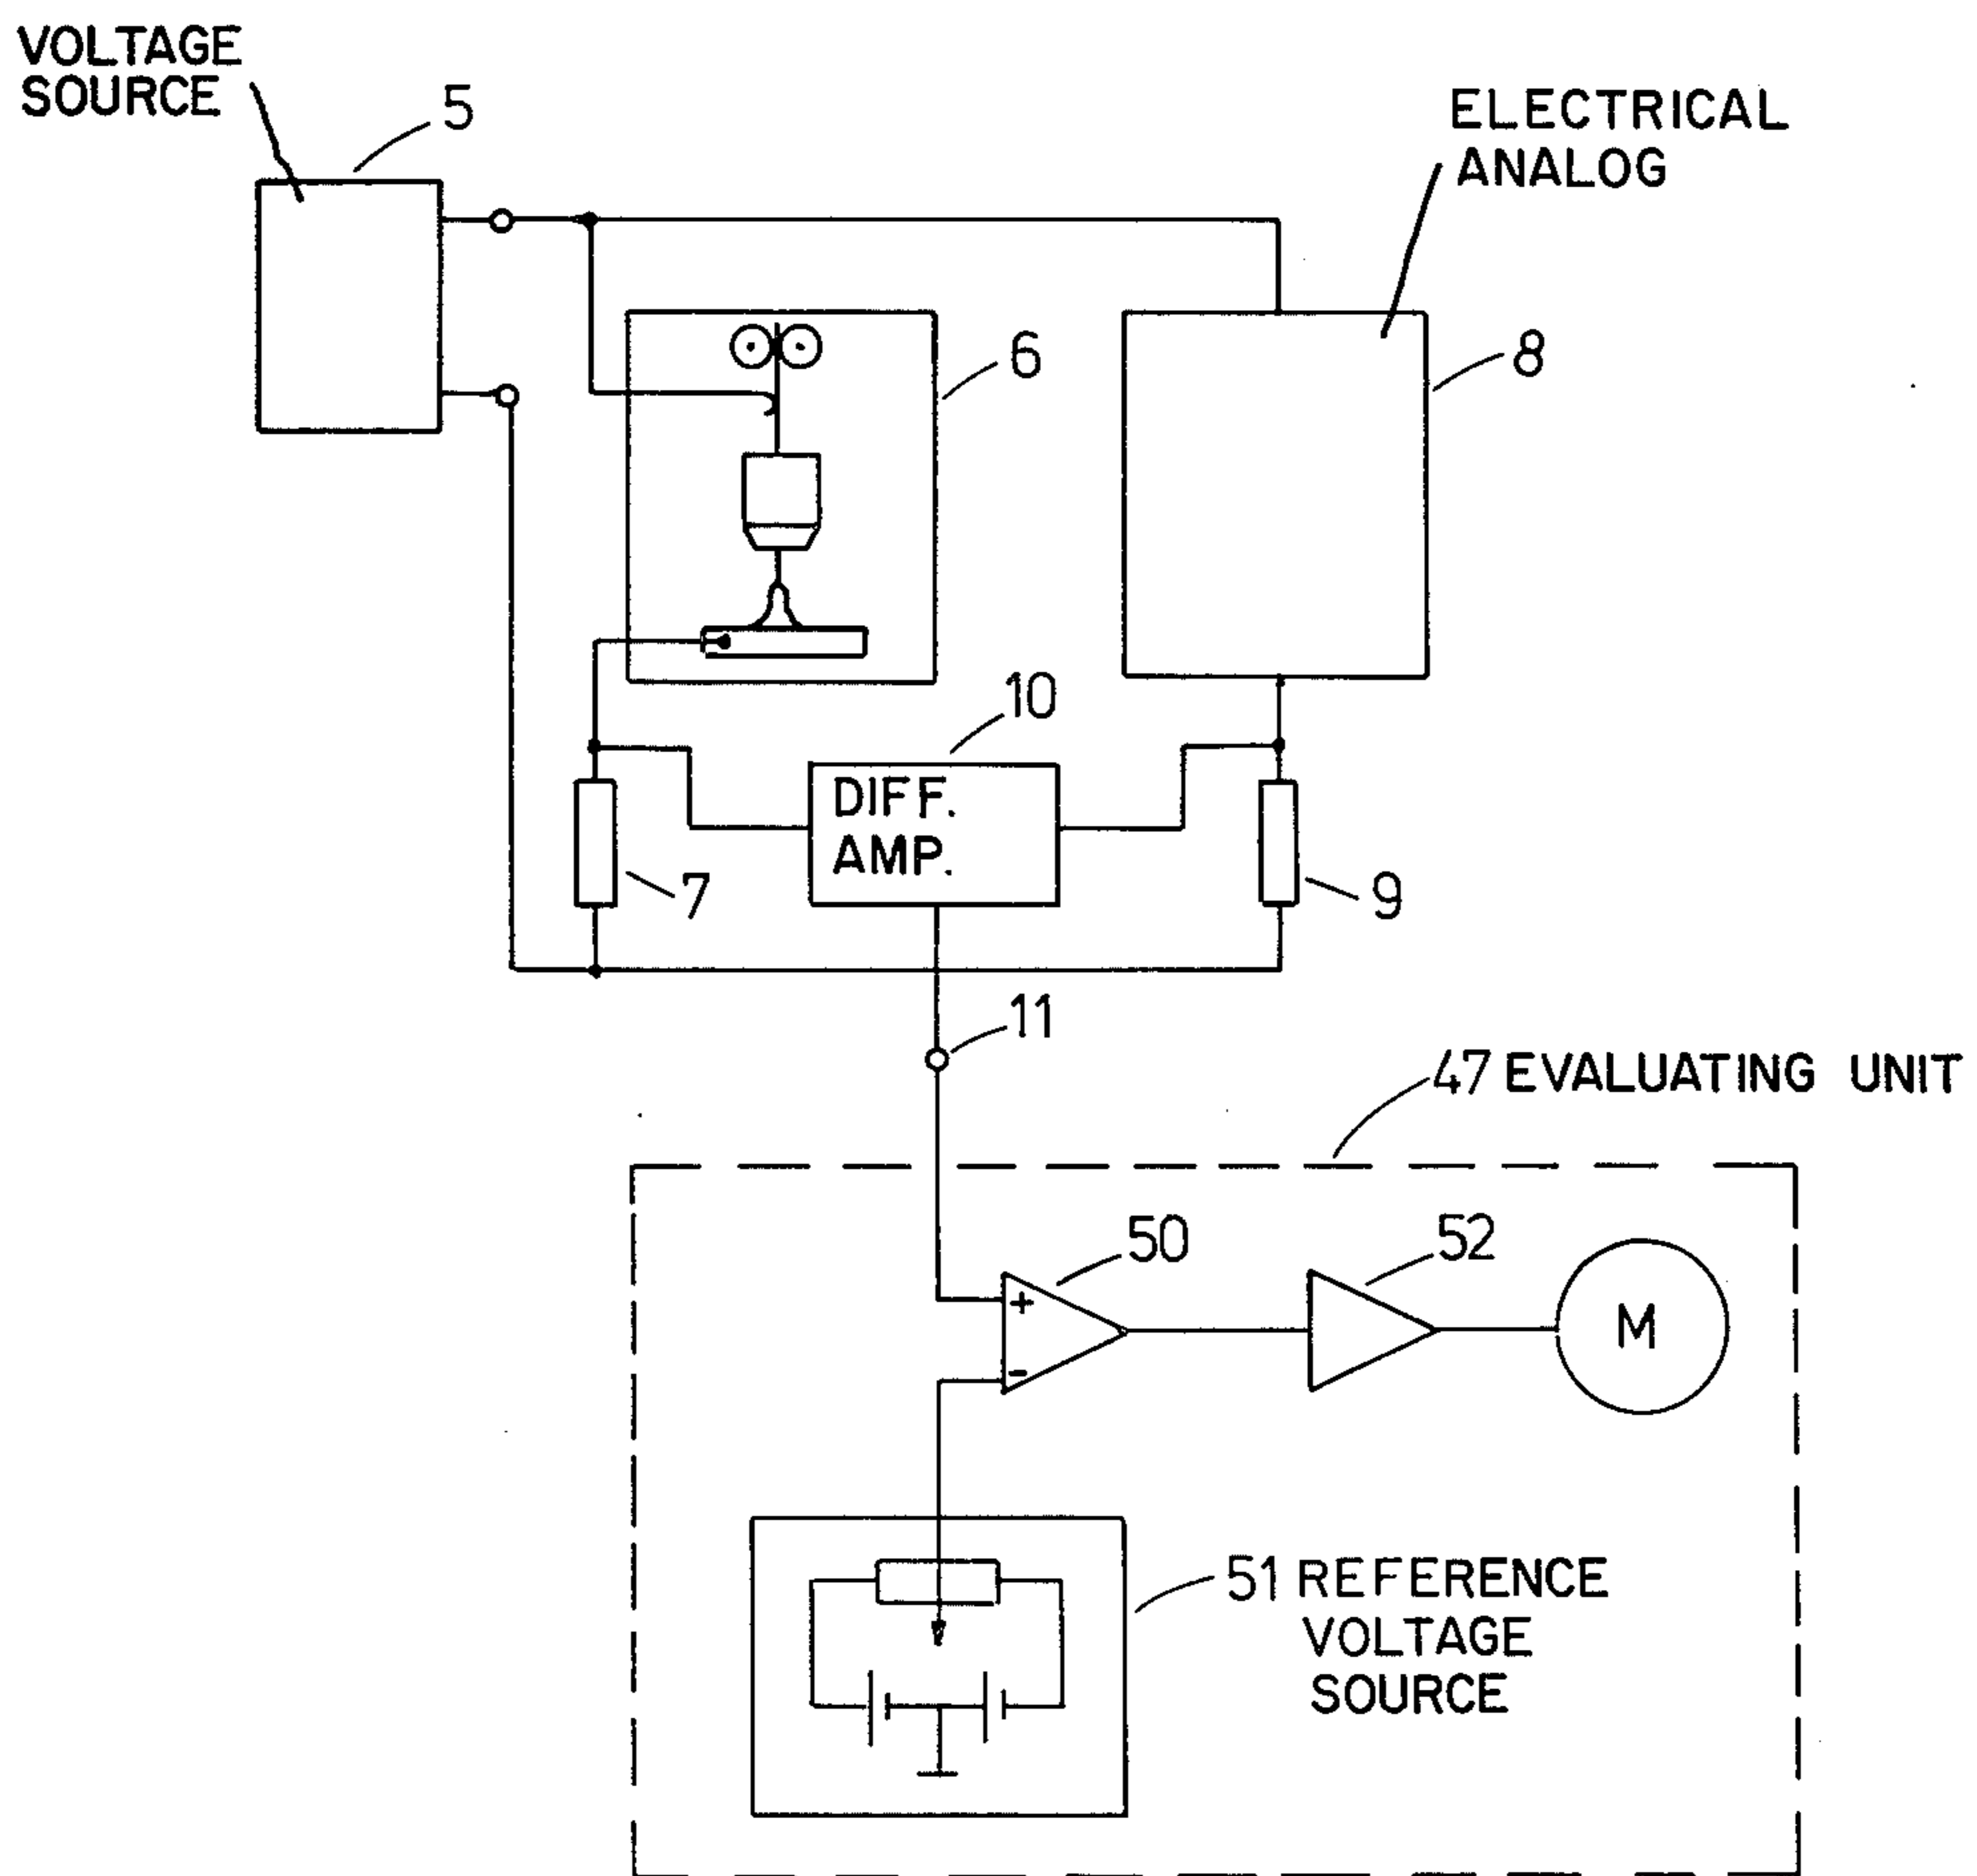 VOLTAGE
SOURCE
5
ELECTRICAL
ANALOG
6
8
10
DIFF.
AMP.
7
9
11
47 EVALUATING UNIT
50
52
+
-
M
51 REFERENCE
VOLTAGE
SOURCE